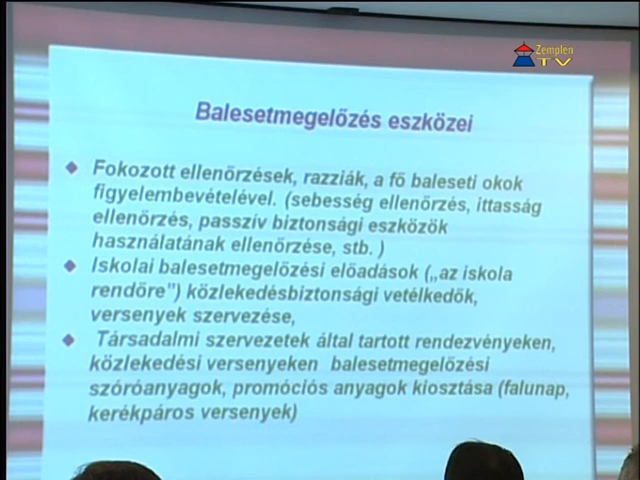 Zemplén
TV
Balesetmegelőzés eszközei
Fokozott ellenőrzések, razziák, a fő baleseti okok
figyelembevételével. (sebesség ellenőrzés, ittasság
ellenőrzés, passzív biztonsági eszközök
használatának ellenőrzése, stb. )
Iskolai balesetmegelőzési előadások („az iskola
rendőre") közlekedésbiztonsági vetélkedők,
versenyek szervezése,
Társadalmi szervezetek által tartott rendezvényeken,
közlekedési versenyeken balesetmegelőzési
szóróanyagok, promóciós anyagok kiosztása (falunap,
kerékpáros versenyek)